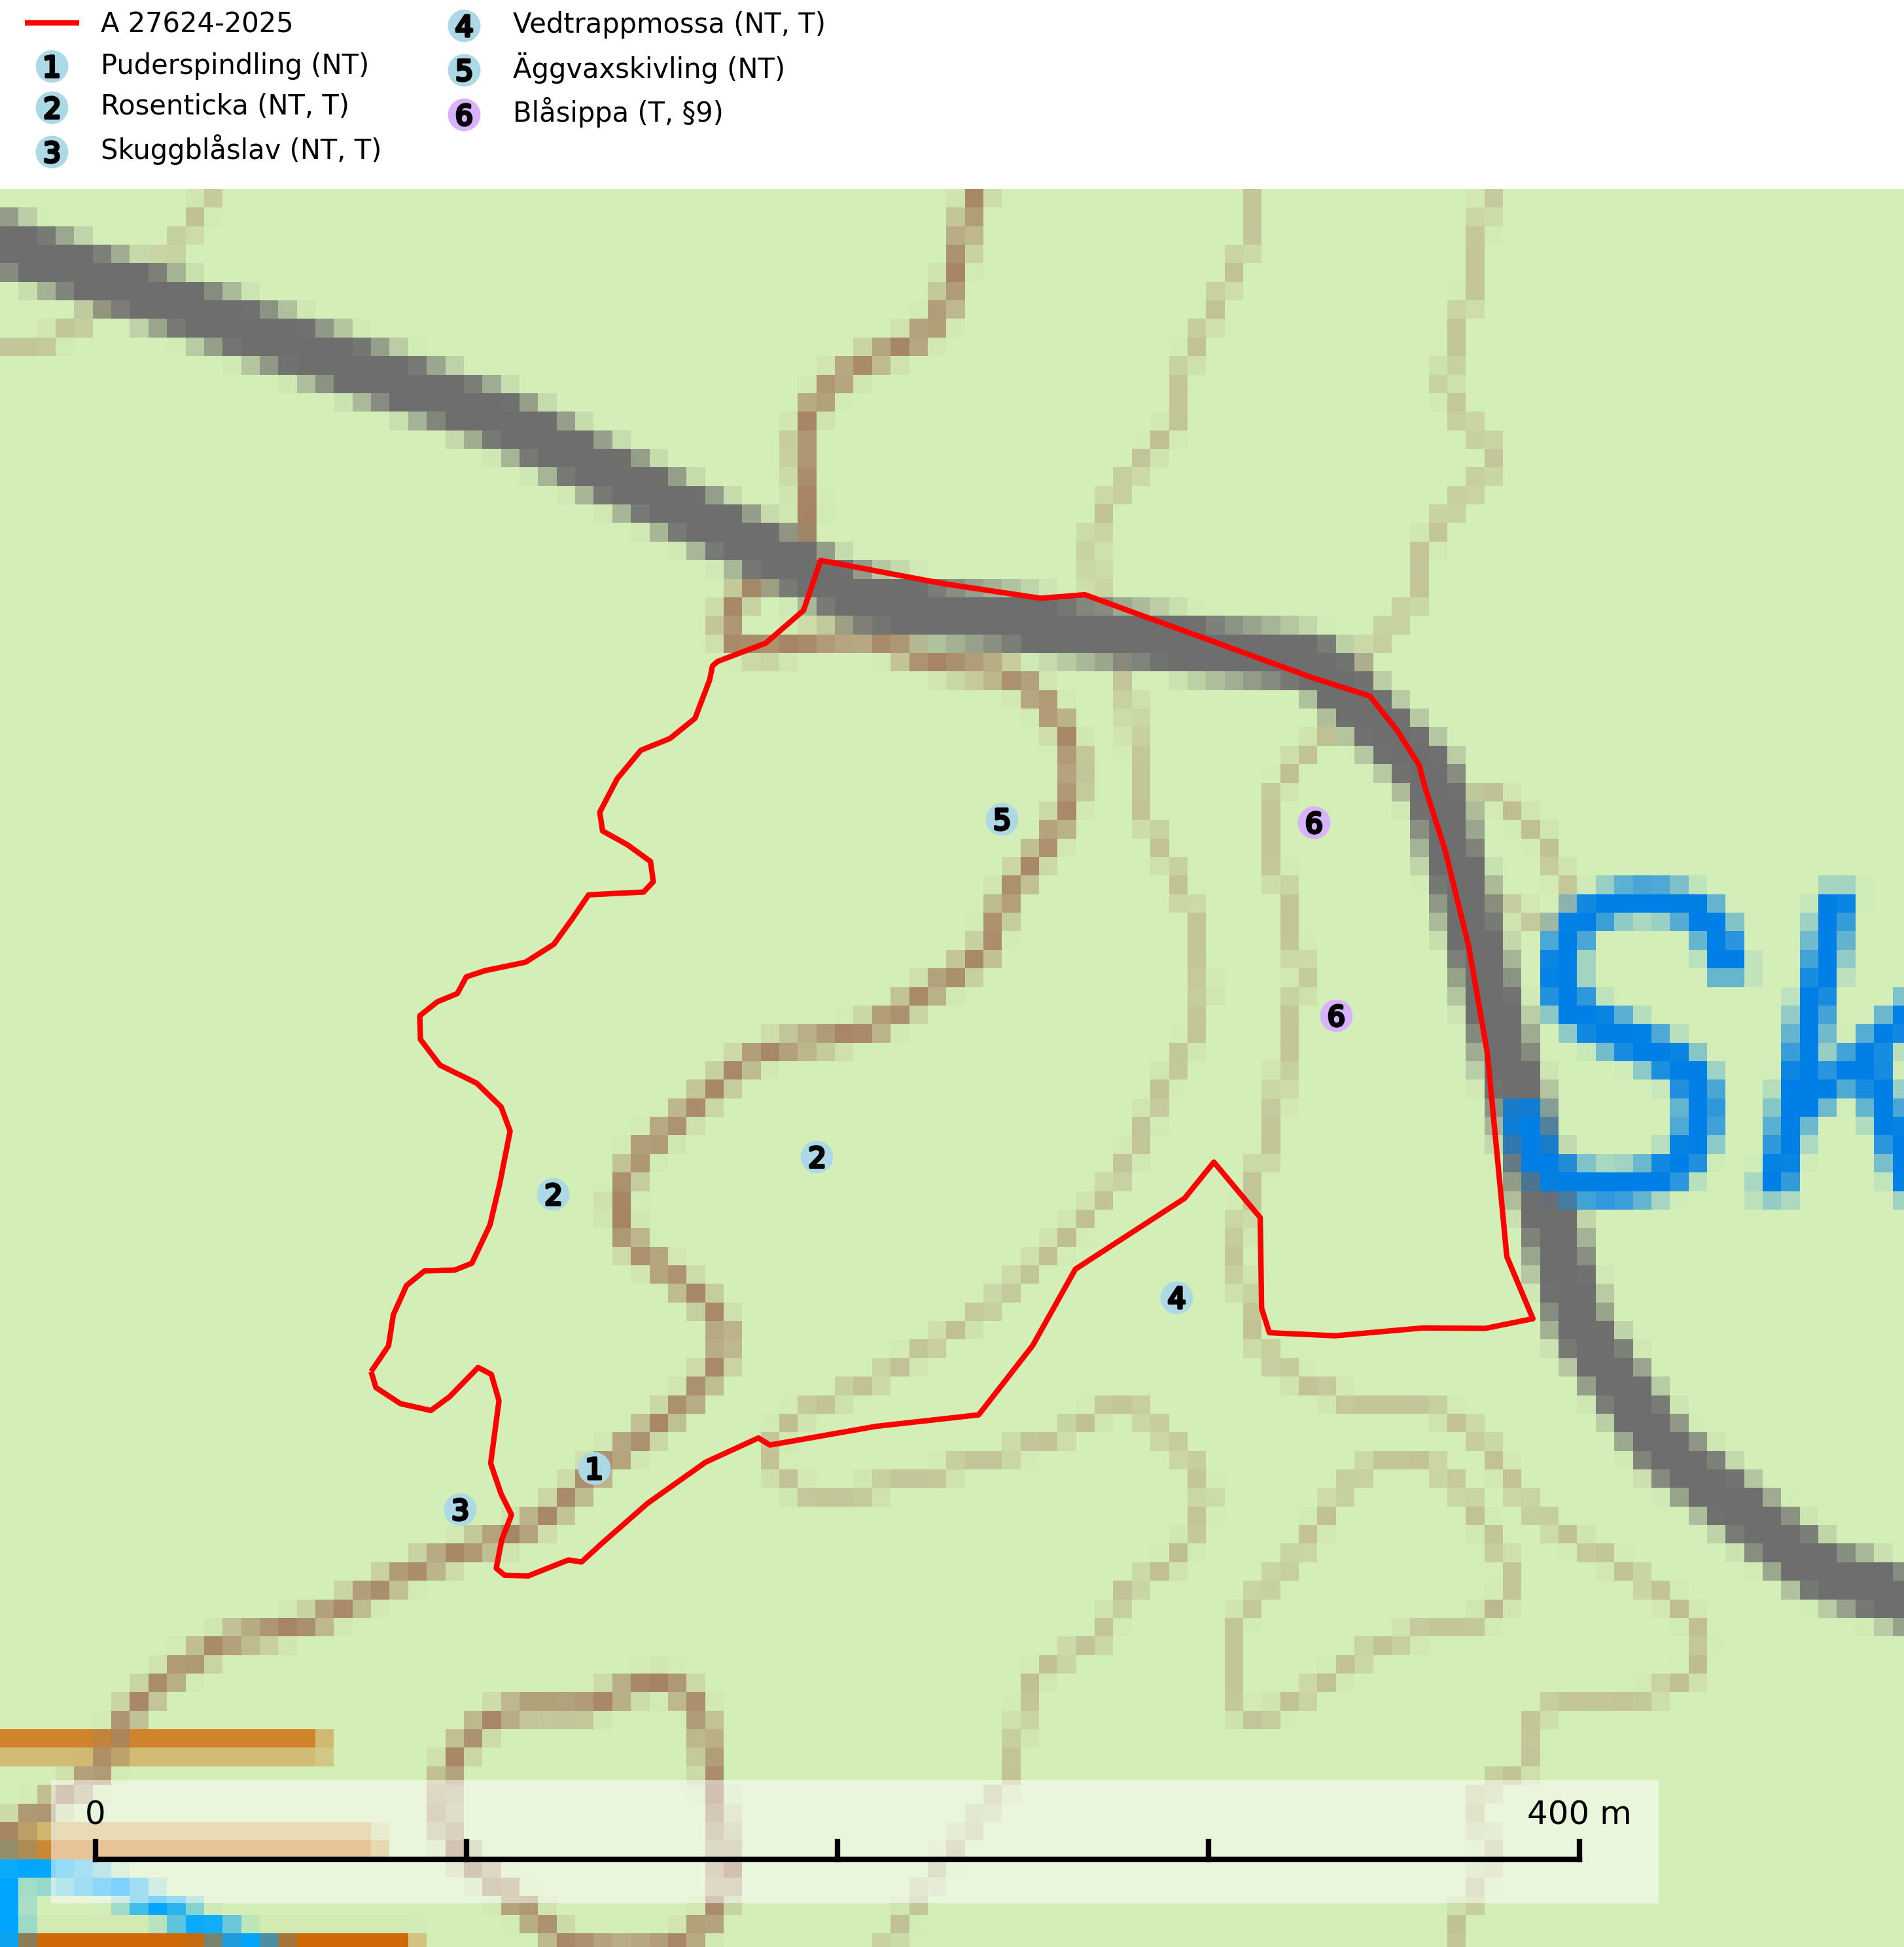 A 27624-2025
1 Puderspindling (NT)
2 Rosenticka (NT, T)
3 Skuggblåslav (NT, T)
4 Vedtrappmossa (NT, T)
5 Äggvaxskivling (NT)
6 Blåsippa (T, §9)
5
6
6
2
2
4
1
3
0
400 m